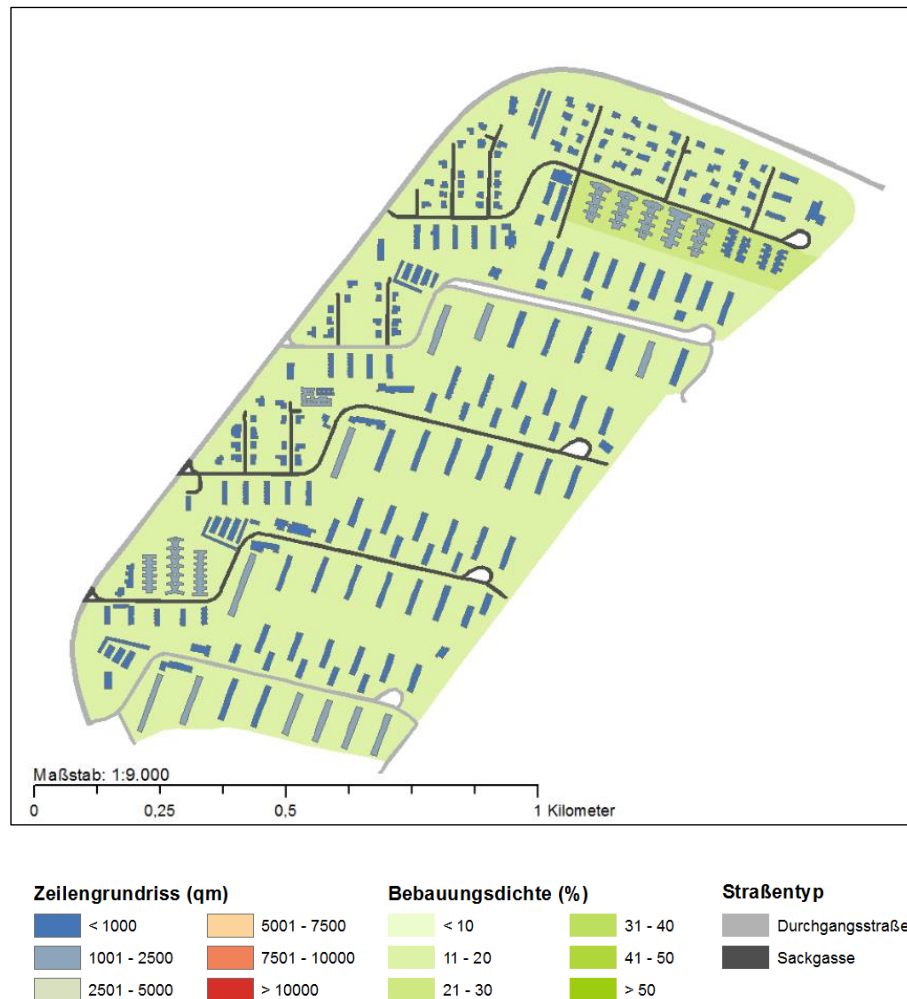 Maßstab: 1:9.000
0 0,25 0,5 1 Kilometer
Zeilengrundriss (qm) Bebauungsdichte (%) Straßentyp
< 1000 5001 - 7500 < 10 31 - 40 Durchgangsstraße
1001 - 2500 7501 - 10000 11 - 20 41 - 50 Sackgasse
2501 - 5000 > 10000 21 - 30 > 50